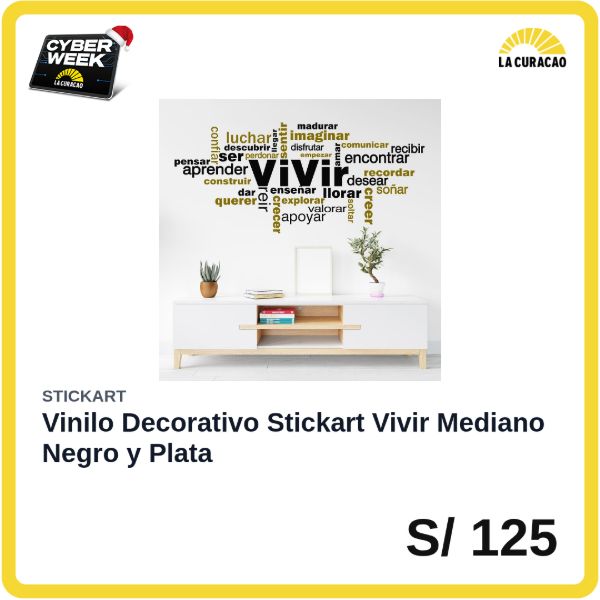 CYBER
WEEK
LA CURACAO
LA CURACAO
madurar
confiar
luchar
llegar
sentir
imaginar
descubrir
disfrutar
amar
comunicar
recibir
pensar
ser
perdonar
empezar
encontrar
aprender
vivir
recordar
construir
desear
dar
reir
enseñar
llorar
soñar
querer
crecer
explorar
soltar
creer
valorar
apoyar
STICKART
Vinilo Decorativo Stickart Vivir Mediano
Negro y Plata
S/ 125